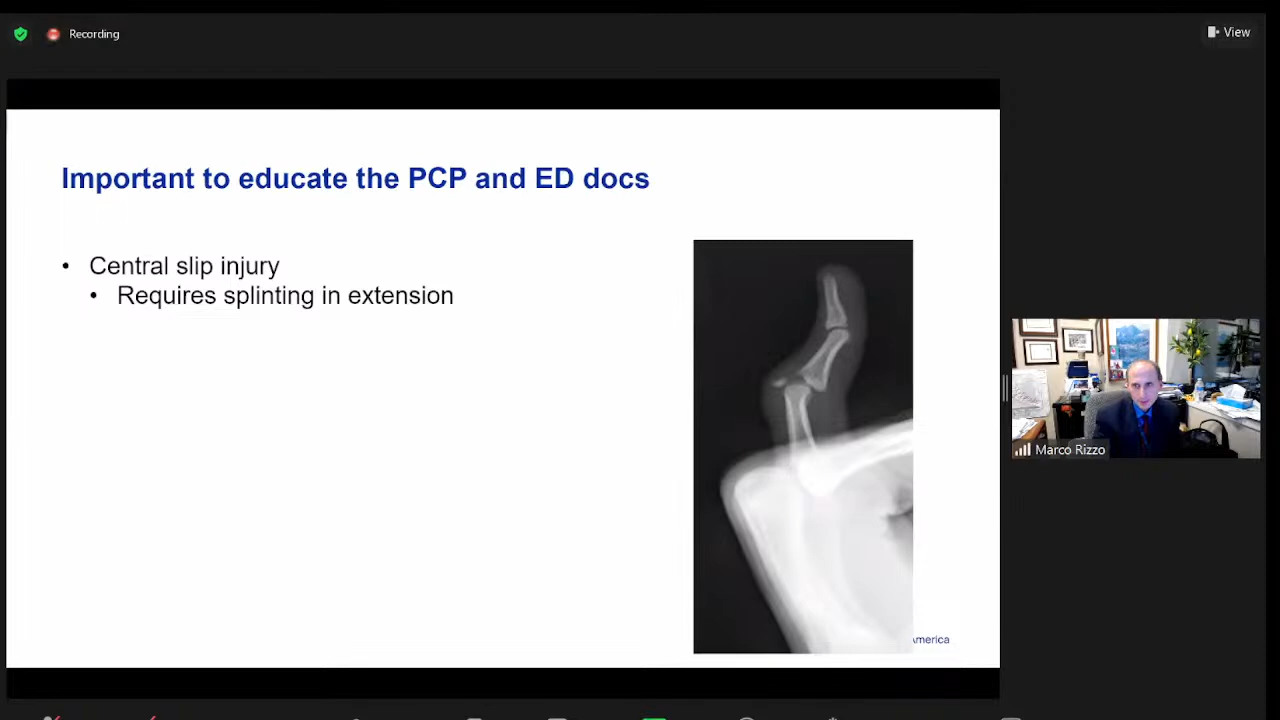 Recording
View
Important to educate the PCP and ED docs
• Central slip injury
• Requires splinting in extension
Marco Rizzo
America